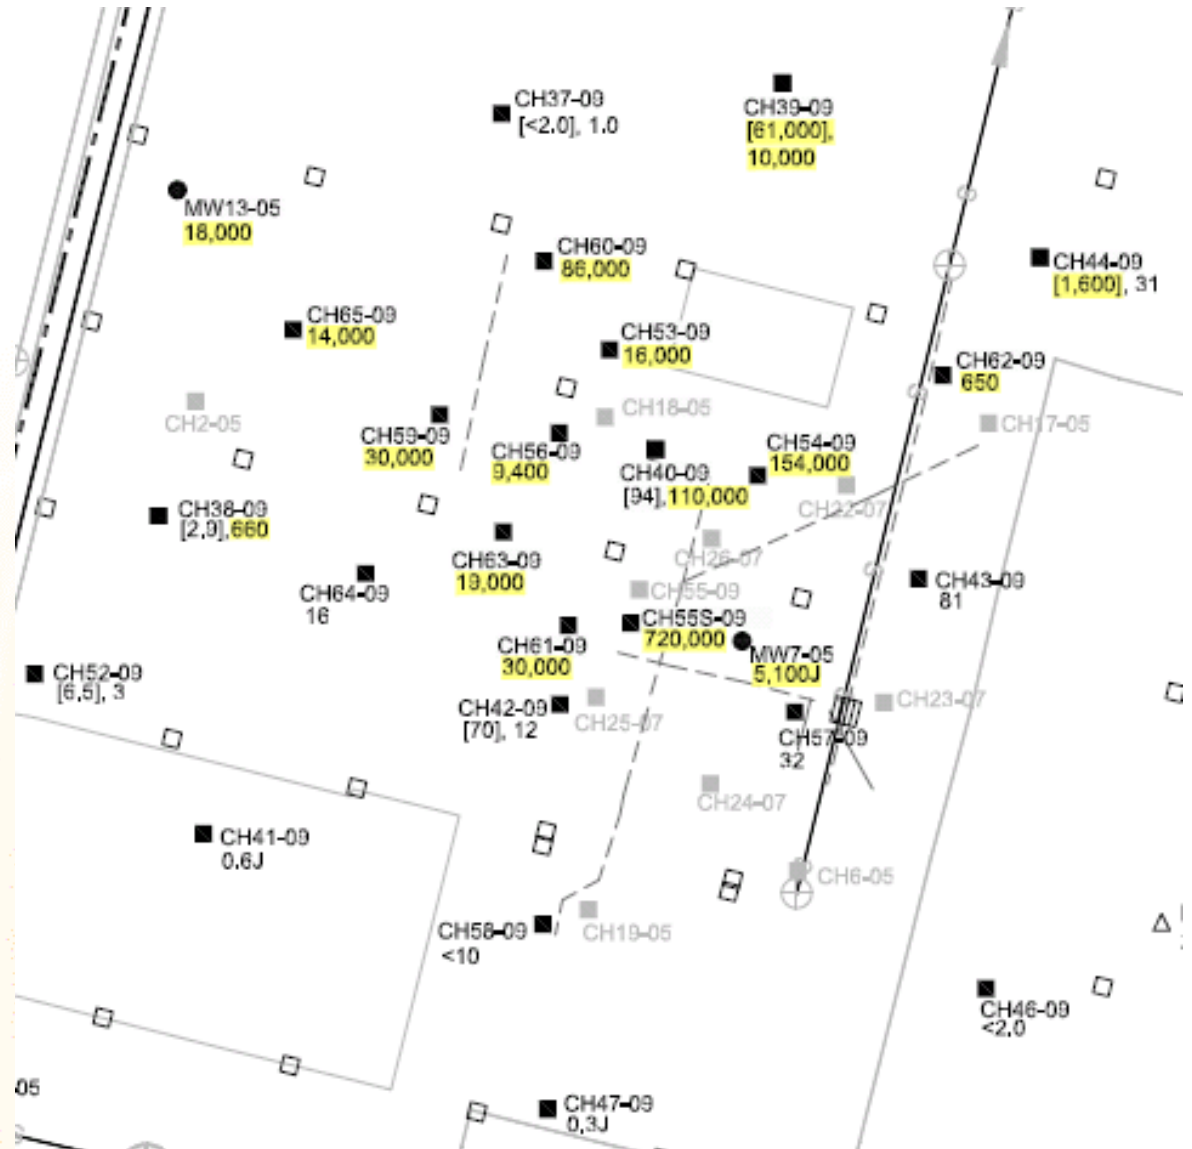 CH37-09
[<2.0], 1.0
CH39-09
[61,000],
10,000
MW13-05
18,000
CH60-09
86,000
CH44-09
[1,600], 31
CH65-09
14,000
CH53-09
16,000
CH62-09
650
CH2-05
CH18-05
CH17-05
CH59-09
30,000
CH56-09
9,400
CH40-09
[94],110,000
CH54-09
154,000
CH22-07
CH38-09
[2.9],660
CH63-09
19,000
CH26-07
CH64-09
16
CH55-09
CH43-09
81
CH55S-09
720,000
CH61-09
30,000
MW7-05
5,100J
CH52-09
[6.5], 3
CH42-09
[70], 12
CH25-07
CH23-07
CH57-09
32
CH24-07
CH41-09
0.6J
CH6-05
CH58-09
<10
CH19-05
CH46-09
<2.0
-05
CH47-09
0.3J